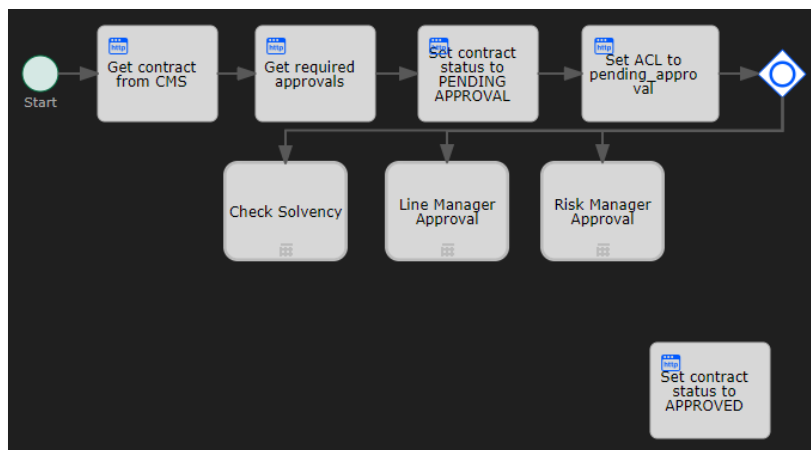 http
Get contract
from CMS
http
Get required
approvals
http
Set contract
status to
PENDING
APPROVAL
http
Set ACL to
pending_appro
val
Start
Check Solvency
Line Manager
Approval
Risk Manager
Approval
http
Set contract
status to
APPROVED